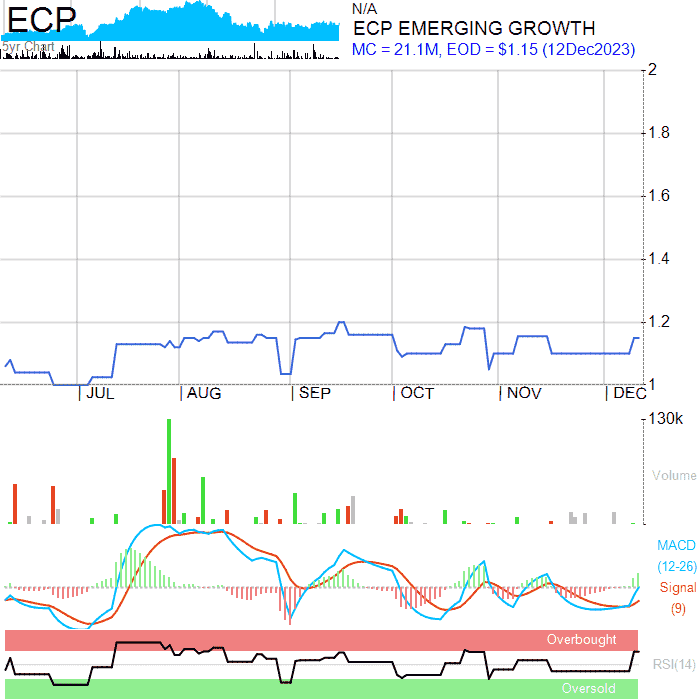 ECP
5yr Chart
N/A
ECP EMERGING GROWTH
MC = 21.1M, EOD = $1.15 (12Dec2023)
2
1.8
1.6
1.4
1.2
1
JUL AUG SEP OCT NOV DEC
130k
Volume
MACD
(12-26)
Signal
(9)
Overbought
RSI(14)
Oversold